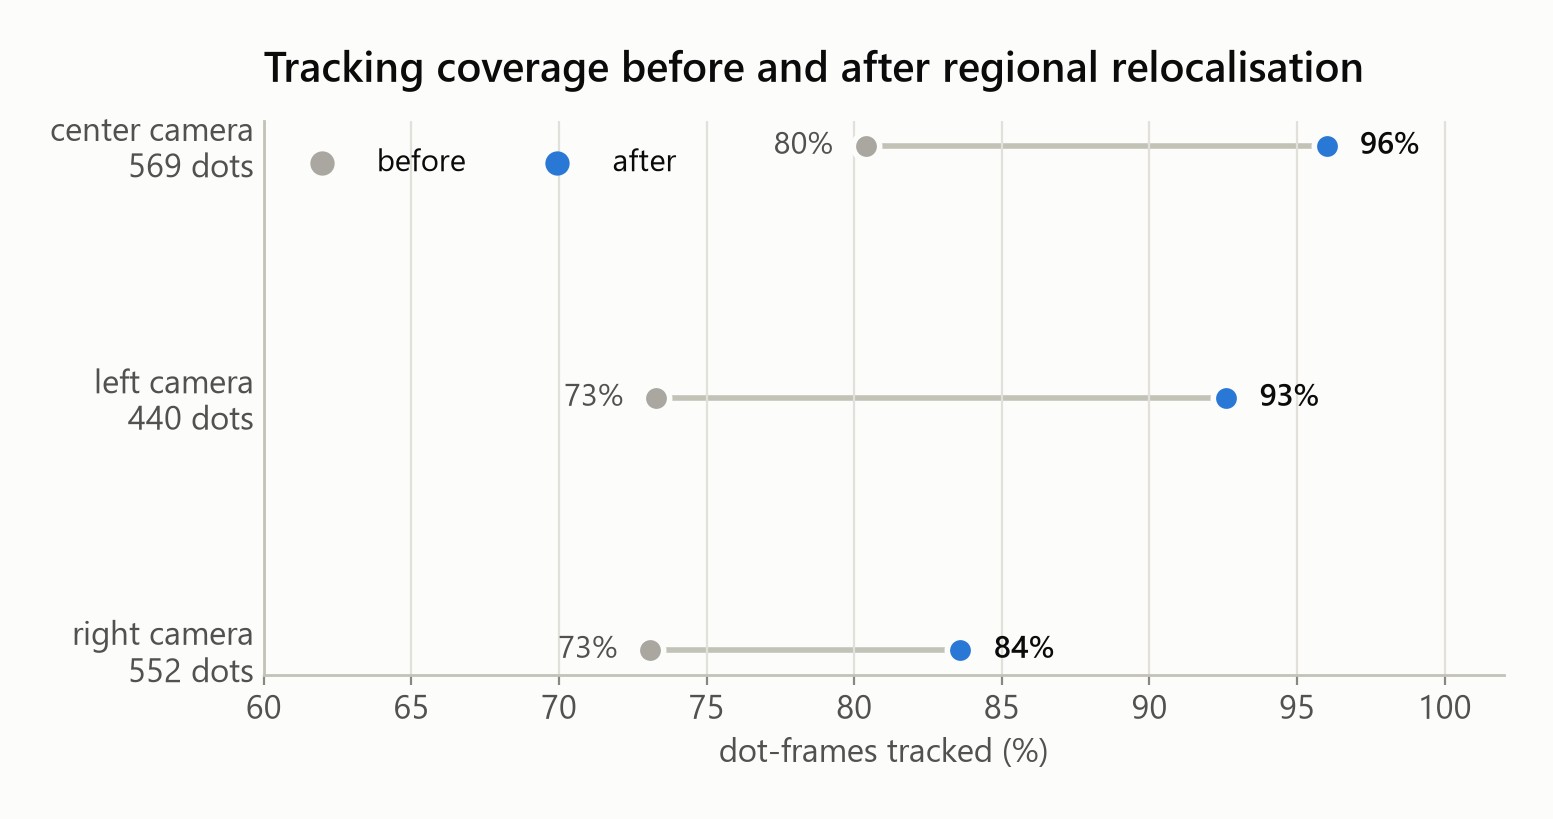 Tracking coverage before and after regional relocalisation
center camera
569 dots
before
after
80%
96%
left camera
440 dots
73%
93%
right camera
552 dots
73%
84%
60 65 70 75 80 85 90 95 100
dot-frames tracked (%)